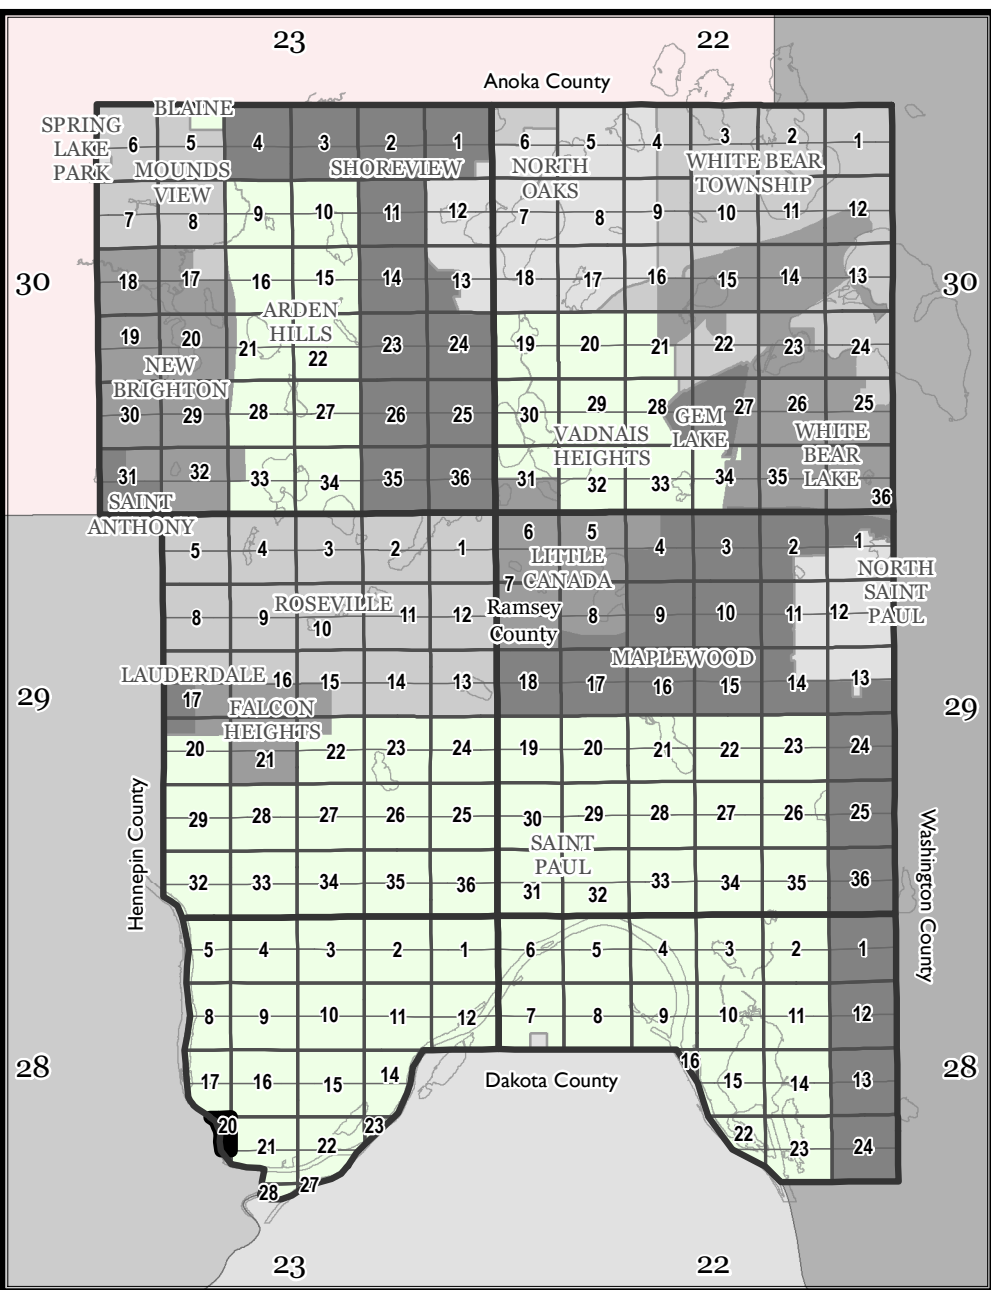 23 22
Anoka County
BLAINE
SPRING
LAKE
PARK
6 5 4 3 2 1 6 5 4 3 2 1
MOUNDS
VIEW
SHOREVIEW
NORTH
OAKS
WHITE BEAR
TOWNSHIP
7 8 9 10 11 12 7 8 9 10 11 12
30 18 17 16 15 14 13 18 17 16 15 14 13 30
ARDEN
HILLS
19 20 21 22 23 24 19 20 21 22 23 24
NEW
BRIGHTON
30 29 28 27 26 25 30 29 28 27 26 25
GEM
LAKE
VADNAIS
HEIGHTS
WHITE
BEAR
LAKE
31 32 33 34 35 36 31 32 33 34 35 36
SAINT
ANTHONY
5 4 3 2 1 6 5 4 3 2 1
LITTLE
CANADA
NORTH
SAINT
PAUL
8 9 10 11 12 7 8 9 10 11 12
ROSEVILLE
Ramsey
County
MAPLEWOOD
LAUDERDALE
29 17 16 15 14 13 18 17 16 15 14 13 29
FALCON
HEIGHTS
20 21 22 23 24 19 20 21 22 23 24
29 28 27 26 25 30 29 28 27 26 25
SAINT
PAUL
32 33 34 35 36 31 32 33 34 35 36
Hennepin County
Washington County
5 4 3 2 1 6 5 4 3 2 1
8 9 10 11 12 7 8 9 10 11 12
28 17 16 15 14 16 15 14 13 28
Dakota County
20 21 22 23 22 23 24
28 27
23 22